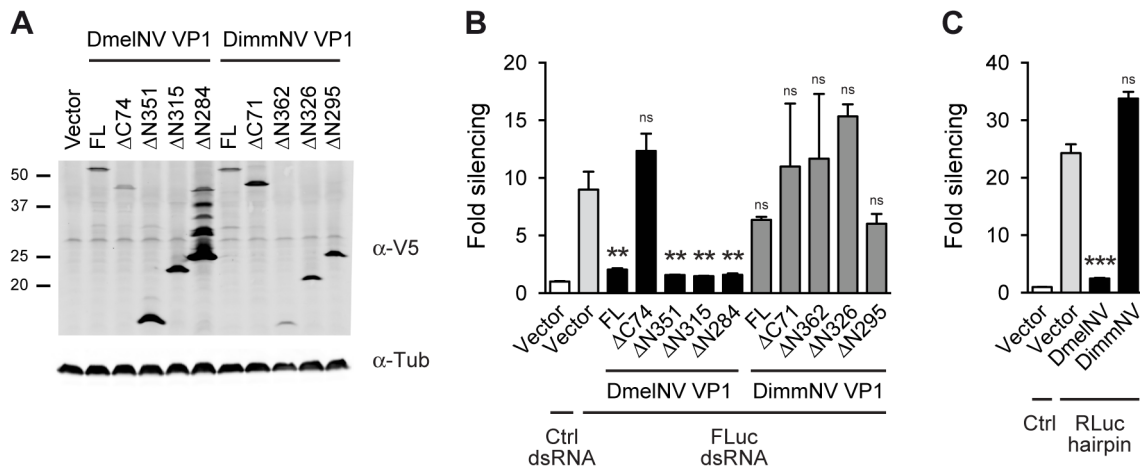 A
DmelNV VP1 DimmNV VP1
Vector
FL
ΔC74
ΔN351
ΔN315
ΔN284
FL
ΔC71
ΔN362
ΔN326
ΔN295
50
37
25
20
α-V5
α-Tub
B
Fold silencing
20
15
10
5
0
**
ns
**
**
**
ns
ns
ns
ns
ns
Vector
Vector
FL
ΔC74
ΔN351
ΔN315
ΔN284
FL
ΔC71
ΔN362
ΔN326
ΔN295
DmelNV VP1 DimmNV VP1
Ctrl FLuc
dsRNA dsRNA
C
Fold silencing
40
30
20
10
0
***
ns
Vector
Vector
DmelNV
DimmNV
Ctrl RLuc
hairpin